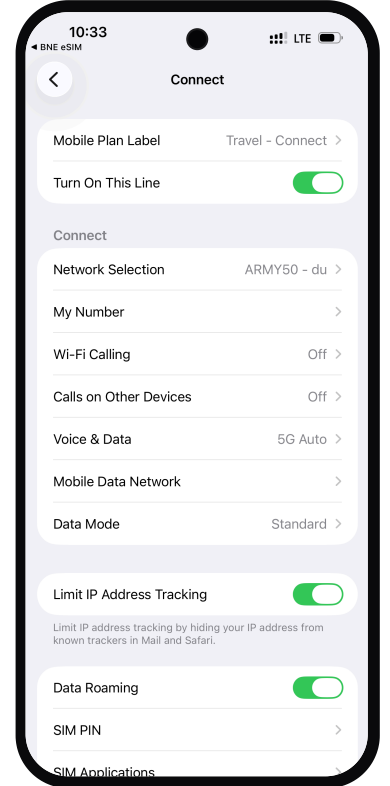 10:33
LTE
◀ BNE eSIM
Connect
Mobile Plan Label Travel - Connect
Turn On This Line
Connect
Network Selection ARMY50 - du
My Number
Wi-Fi Calling Off
Calls on Other Devices Off
Voice & Data 5G Auto
Mobile Data Network
Data Mode Standard
Limit IP Address Tracking
Limit IP address tracking by hiding your IP address from
known trackers in Mail and Safari.
Data Roaming
SIM PIN
SIM Applications